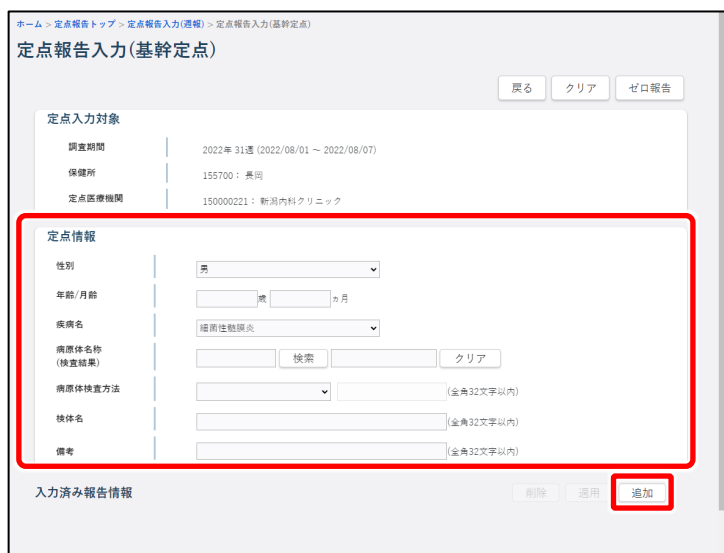 ホーム > 定点報告トップ > 定点報告入力(週報) > 定点報告入力(基幹定点)
定点報告入力(基幹定点)
戻る クリア ゼロ報告
定点入力対象
調査期間 2022年 31週 (2022/08/01 ～ 2022/08/07)
保健所 155700： 長岡
定点医療機関 150000221： 新潟内科クリニック
定点情報
性別 男
年齢/月齢 歳 ヵ月
疾病名 細菌性髄膜炎
病原体名称
(検査結果) 検索 クリア
病原体検査方法 (全角32文字以内)
検体名 (全角32文字以内)
備考 (全角32文字以内)
入力済み報告情報 削除 適用 追加